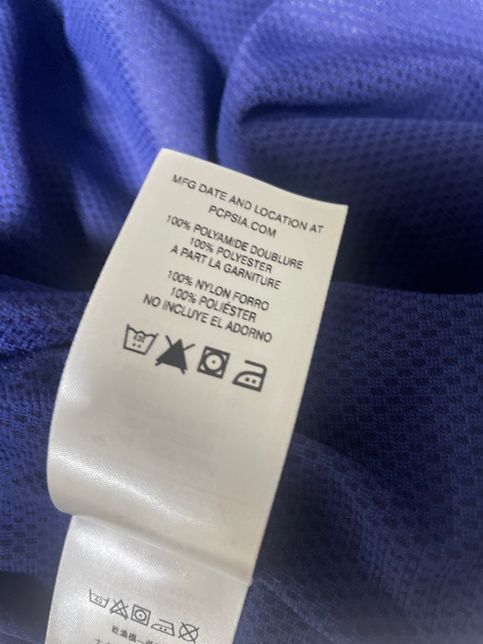 MFG DATE AND LOCATION AT
PCPSIA.COM
100% POLYAMIDE DOUBLURE
100% POLYESTER
A PART LA GARNITURE
100% NYLON FORRO
100% POLIÉSTER
NO INCLUYE EL ADORNO